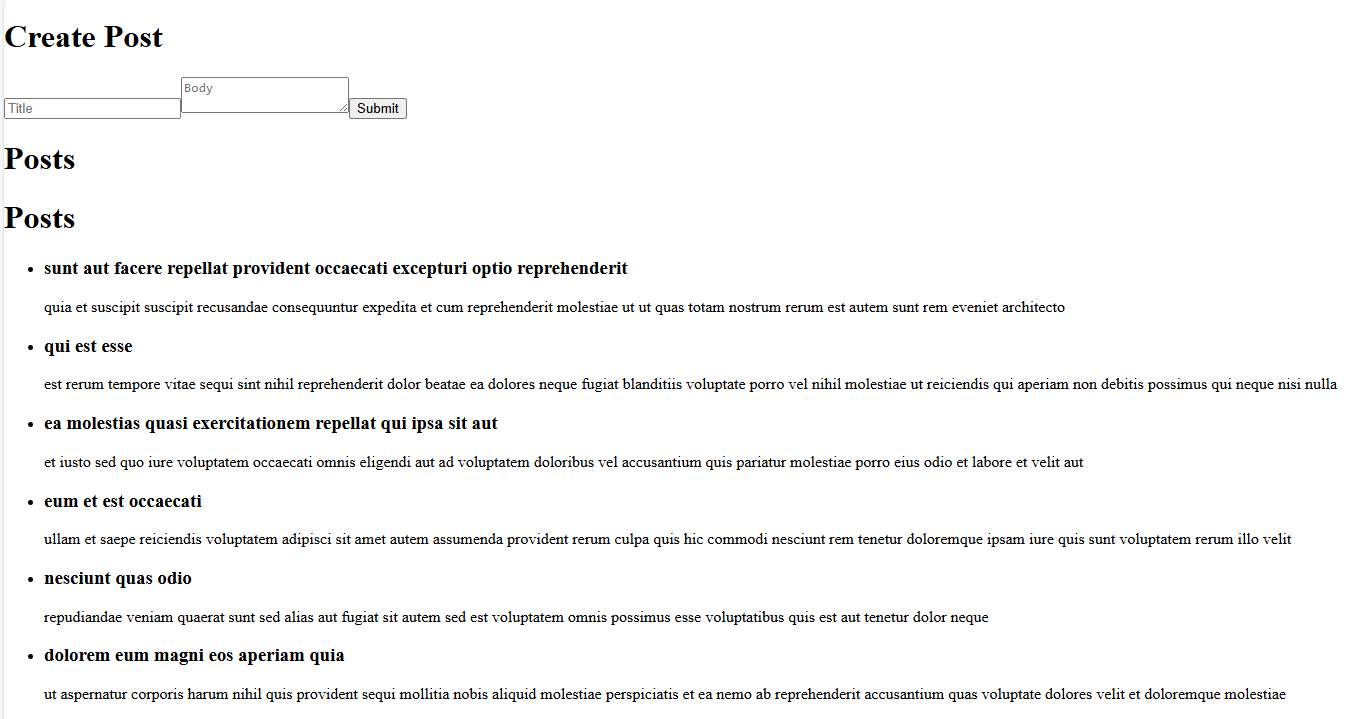 Create Post
Title
Body
Submit
Posts
Posts
sunt aut facere repellat provident occaecati excepturi optio reprehenderit
quia et suscipit suscipit recusandae consequuntur expedita et cum reprehenderit molestiae ut ut quas totam nostrum rerum est autem sunt rem eveniet architecto
qui est esse
est rerum tempore vitae sequi sint nihil reprehenderit dolor beatae ea dolores neque fugiat blanditiis voluptate porro vel nihil molestiae ut reiciendis qui aperiam non debitis possimus qui neque nisi nulla
ea molestias quasi exercitationem repellat qui ipsa sit aut
et iusto sed quo iure voluptatem occaecati omnis eligendi aut ad voluptatem doloribus vel accusantium quis pariatur molestiae porro eius odio et labore et velit aut
eum et est occaecati
ullam et saepe reiciendis voluptatem adipisci sit amet autem assumenda provident rerum culpa quis hic commodi nesciunt rem tenetur doloremque ipsam iure quis sunt voluptatem rerum illo velit
nesciunt quas odio
repudiandae veniam quaerat sunt sed alias aut fugiat sit autem sed est voluptatem omnis possimus esse voluptatibus quis est aut tenetur dolor neque
dolorem eum magni eos aperiam quia
ut aspernatur corporis harum nihil quis provident sequi mollitia nobis aliquid molestiae perspiciatis et ea nemo ab reprehenderit accusantium quas voluptate dolores velit et doloremque molestiae